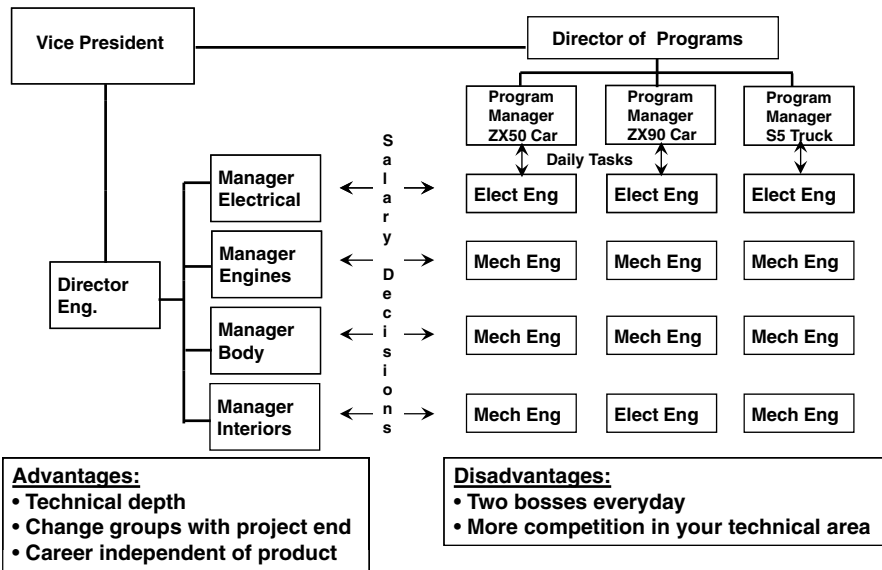 Vice President
Director of Programs
Program
Manager
ZX50 Car
Program
Manager
ZX90 Car
Program
Manager
S5 Truck
Daily Tasks
Salary Decisions
Manager
Electrical
Elect Eng
Elect Eng
Elect Eng
Director
Eng.
Manager
Engines
Mech Eng
Mech Eng
Mech Eng
Manager
Body
Mech Eng
Mech Eng
Mech Eng
Manager
Interiors
Mech Eng
Elect Eng
Mech Eng
Advantages:
• Technical depth
• Change groups with project end
• Career independent of product
Disadvantages:
• Two bosses everyday
• More competition in your technical area